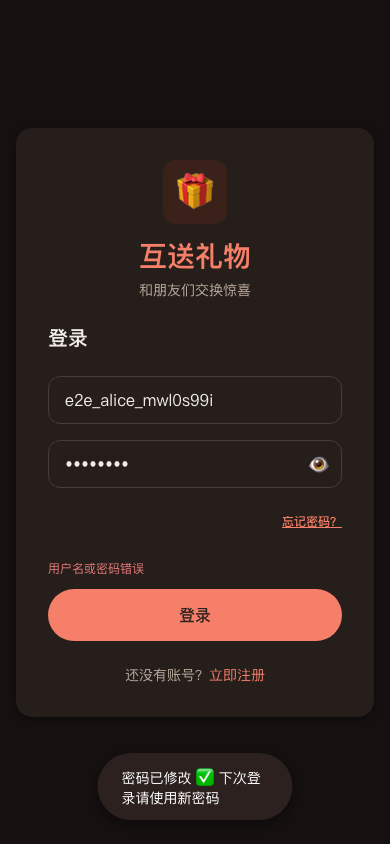 互送礼物
和朋友们交换惊喜
登录
e2e_alice_mwl0s99i
••••••••
忘记密码？
用户名或密码错误
登录
还没有账号？立即注册
密码已修改 ✅ 下次登
录请使用新密码